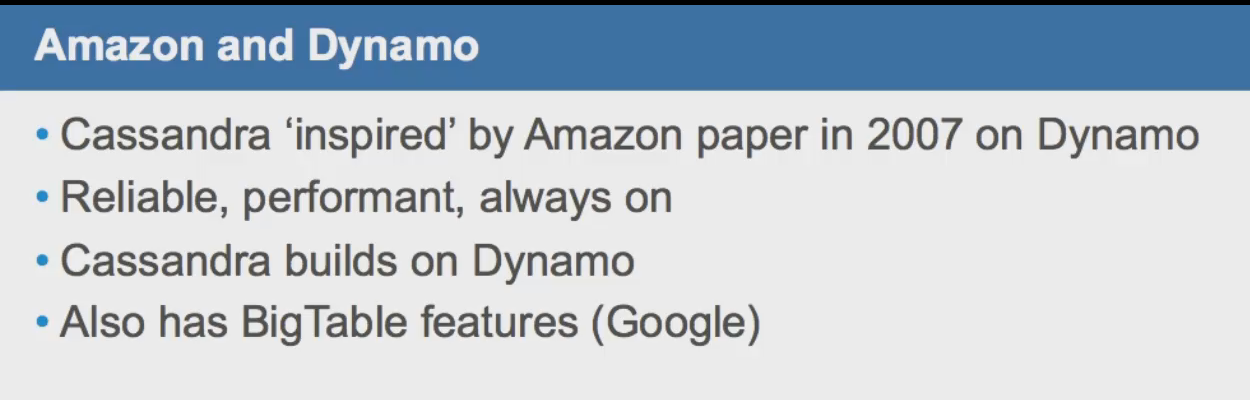 Amazon and Dynamo
• Cassandra ‘inspired’ by Amazon paper in 2007 on Dynamo
• Reliable, performant, always on
• Cassandra builds on Dynamo
• Also has BigTable features (Google)